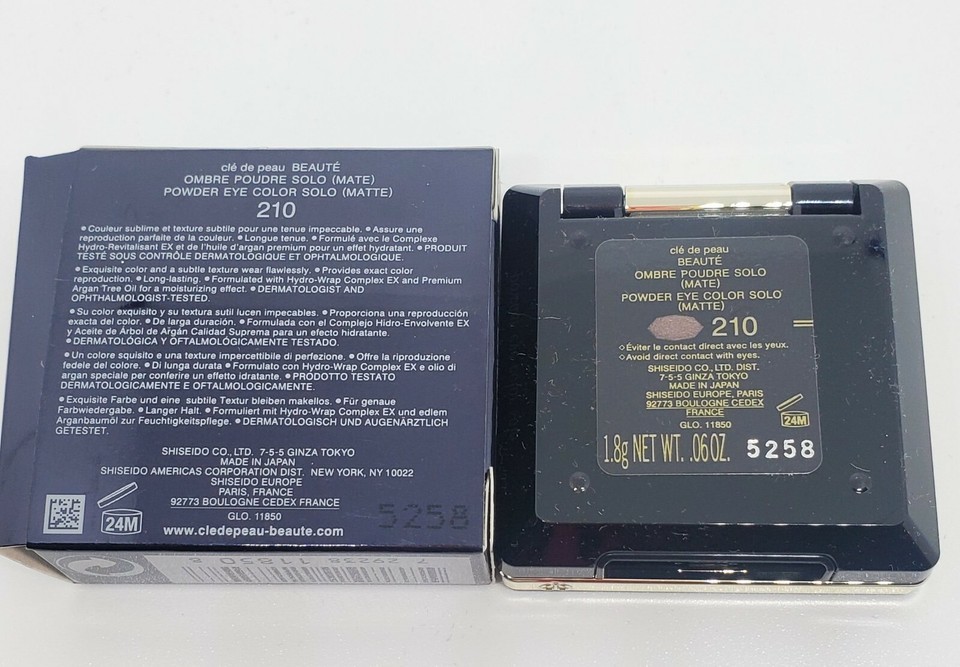 clé de peau BEAUTÉ
OMBRE POUDRE SOLO (MATE)
POWDER EYE COLOR SOLO (MATTE)
210
● Couleur sublime et texture subtile pour une tenue impeccable. ● Assure une
reproduction parfaite de la couleur. ● Longue tenue. ● Formulé avec le Complexe
Hydro-Revitalisant EX et de l'huile d'argan premium pour un effet hydratant. ● PRODUIT
TESTÉ SOUS CONTRÔLE DERMATOLOGIQUE ET OPHTALMOLOGIQUE.
● Exquisite color and a subtle texture wear flawlessly. ● Provides exact color
reproduction. ● Long-lasting. ● Formulated with Hydro-Wrap Complex EX and Premium
Argan Tree Oil for a moisturizing effect. ● DERMATOLOGIST AND
OPHTHALMOLOGIST-TESTED.
● Su color exquisito y su textura sutil lucen impecables. ● Proporciona una reproducción
exacta del color. ● De larga duración. ● Formulada con el Complejo Hidro-Envolvente EX
y Aceite de Árbol de Argán Calidad Suprema para un efecto hidratante.
● DERMATOLÓGICA Y OFTALMOLÓGICAMENTE TESTADO.
● Un colore squisito e una texture impercettibile di perfezione. ● Offre la riproduzione
fedele del colore. ● Di lunga durata ● Formulato con Hydro-Wrap Complex EX e olio di
argan speciale per conferire un effetto idratante. ● PRODOTTO TESTATO
DERMATOLOGICAMENTE E OFTALMOLOGICAMENTE.
● Exquisite Farbe und eine subtile Textur bleiben makellos. ● Für genaue
Farbwiedergabe. ● Langer Halt. ● Formuliert mit Hydro-Wrap Complex EX und edlem
Arganbaumöl zur Feuchtigkeitspflege. ● DERMATOLOGISCH UND AUGENÄRZTLICH
GETESTET.
SHISEIDO CO., LTD. 7-5-5 GINZA TOKYO
MADE IN JAPAN
SHISEIDO AMERICAS CORPORATION DIST. NEW YORK, NY 10022
SHISEIDO EUROPE
PARIS, FRANCE
92773 BOULOGNE CEDEX FRANCE
GLO. 11850
www.cledepeau-beaute.com
24M
5258
7 29238 11850 8
clé de peau
BEAUTÉ
OMBRE POUDRE SOLO
(MATE)
POWDER EYE COLOR SOLO
(MATTE)
210
◇Éviter le contact direct avec les yeux.
◇Avoid direct contact with eyes.
SHISEIDO CO., LTD. DIST.
7-5-5 GINZA TOKYO
MADE IN JAPAN
SHISEIDO EUROPE, PARIS
92773 BOULOGNE CEDEX
FRANCE
GLO. 11850
24M
1.8g NET WT. .06 OZ. 5258